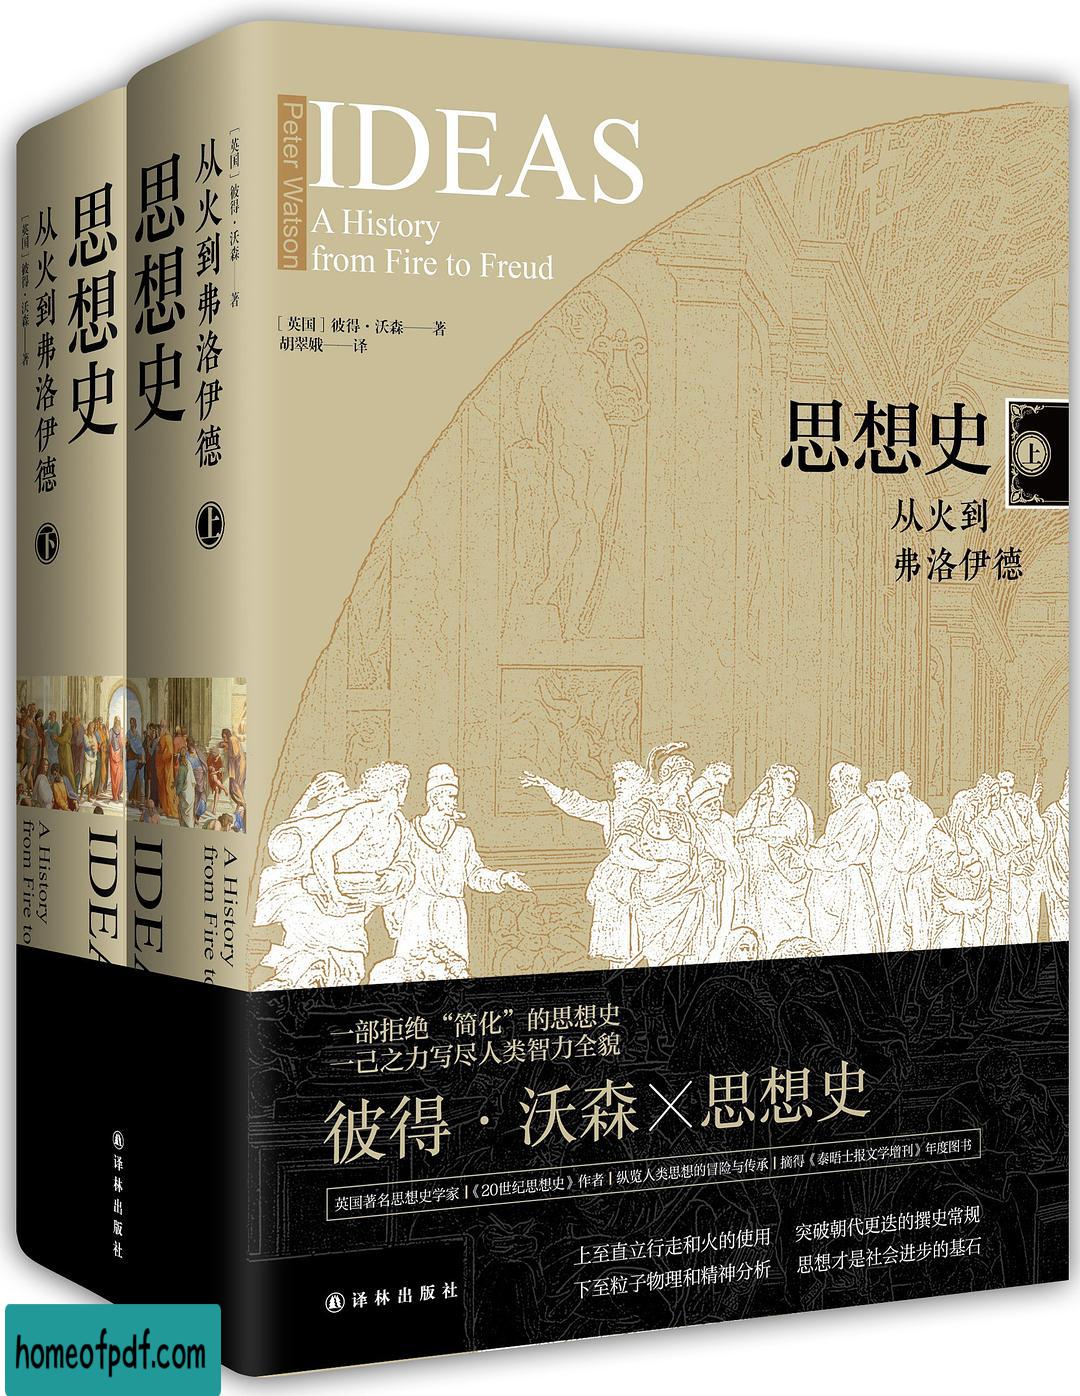 IDEAS
Peter Watson
A History
from Fire to Freud
［英国］彼得·沃森——著
胡翠娥——译
思想史
上
从火到
弗洛伊德
一部拒绝“简化”的思想史
一己之力写尽人类智力全貌
彼得·沃森×思想史
英国著名思想史学家 |《20世纪思想史》作者 | 纵览人类思想的冒险与传承 | 摘得《泰晤士报文学增刊》年度图书
上至直立行走和火的使用 突破朝代更迭的撰史常规
下至粒子物理和精神分析 思想才是社会进步的基石
译林出版社
［英国］彼得·沃森 著
从火到弗洛伊德
上
思想史
IDEA
A History
from Fire to
思想史
从火到弗洛伊德
下
［英国］彼得·沃森——著
IDEA
A History
from Fire to
译林出版社
homeofpdf.com